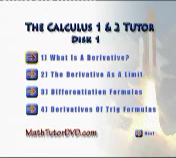 The Calculus 1 & 2 Tutor
Disk 1
1) What Is A Derivative?
2) The Derivative As A Limit
3) Differentiation Formulas
4) Derivatives Of Trig Formulas
MathTutorDVD.com
Next